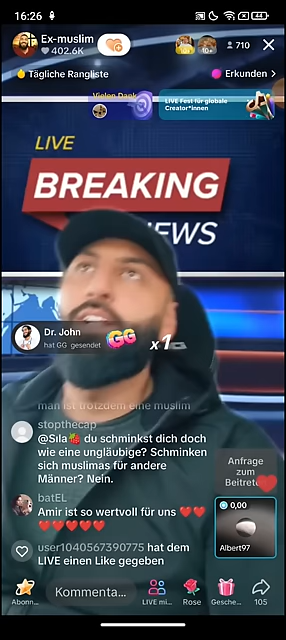 16:26
44
Ex-muslim
402.6K
10+
710
Tägliche Rangliste
Erkunden >
Vielen Dank
LIVE Fest für globale
Creator*innen
LIVE
BREAKING
NEWS
Dr. John
hat GG gesendet
GG
x1
man ist trotzdem eine muslim
stopthecap
@Sıla🍓 du schminkst dich doch
wie eine ungläubige? Schminken
sich muslimas für andere
Männer? Nein.
Anfrage
zum
Beitrete
batEL
Amir ist so wertvoll für uns ❤️❤️
❤️❤️❤️❤️❤️❤️
0,00
Albert97
user1040567390775 hat dem
LIVE einen Like gegeben
Abonn...
Kommenta...
LIVE mi...
Rose
Gesche...
105